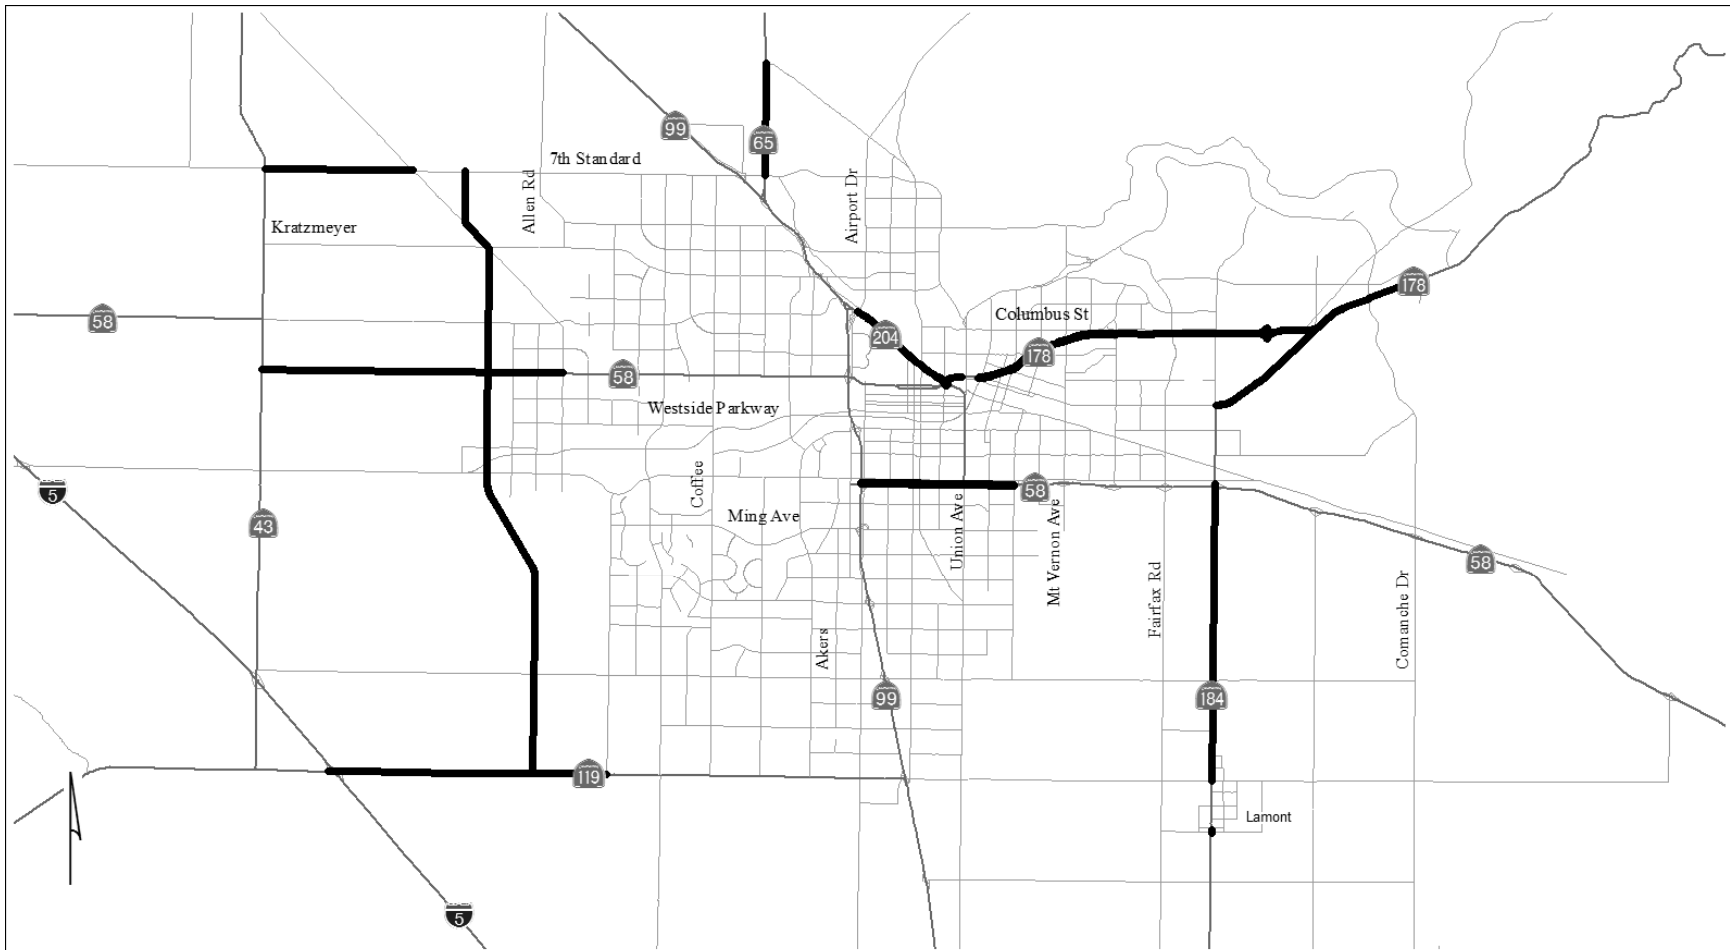 99
65
7th Standard
Allen Rd
Airport Dr
Kratzmeyer
178
58
Columbus St
204
178
58
Westside Parkway
5
Coffee
58
43
Ming Ave
Union Ave
Mt Vernon Ave
58
Fairfax Rd
Comanche Dr
Akers
99
184
119
Lamont
5